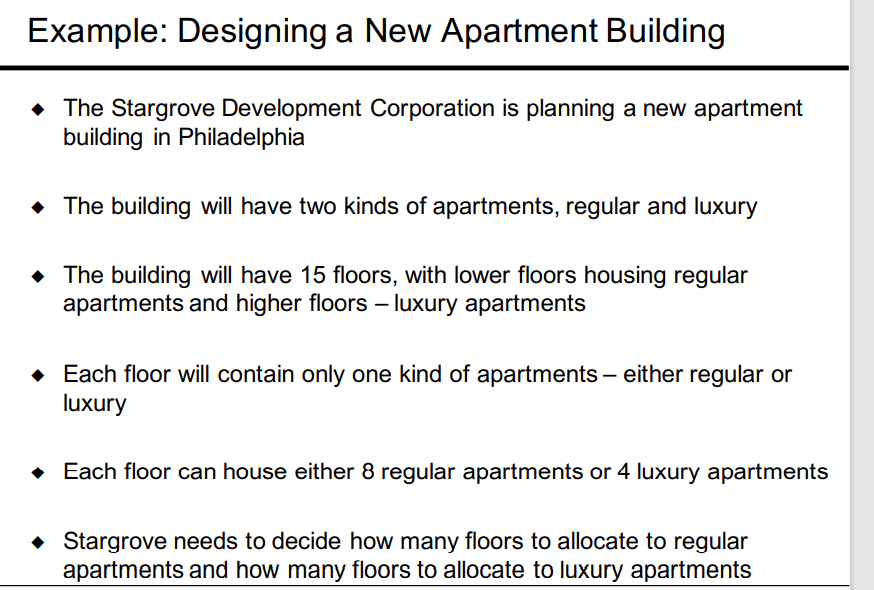 Example: Designing a New Apartment Building
◆ The Stargrove Development Corporation is planning a new apartment
building in Philadelphia
◆ The building will have two kinds of apartments, regular and luxury
◆ The building will have 15 floors, with lower floors housing regular
apartments and higher floors – luxury apartments
◆ Each floor will contain only one kind of apartments – either regular or
luxury
◆ Each floor can house either 8 regular apartments or 4 luxury apartments
◆ Stargrove needs to decide how many floors to allocate to regular
apartments and how many floors to allocate to luxury apartments